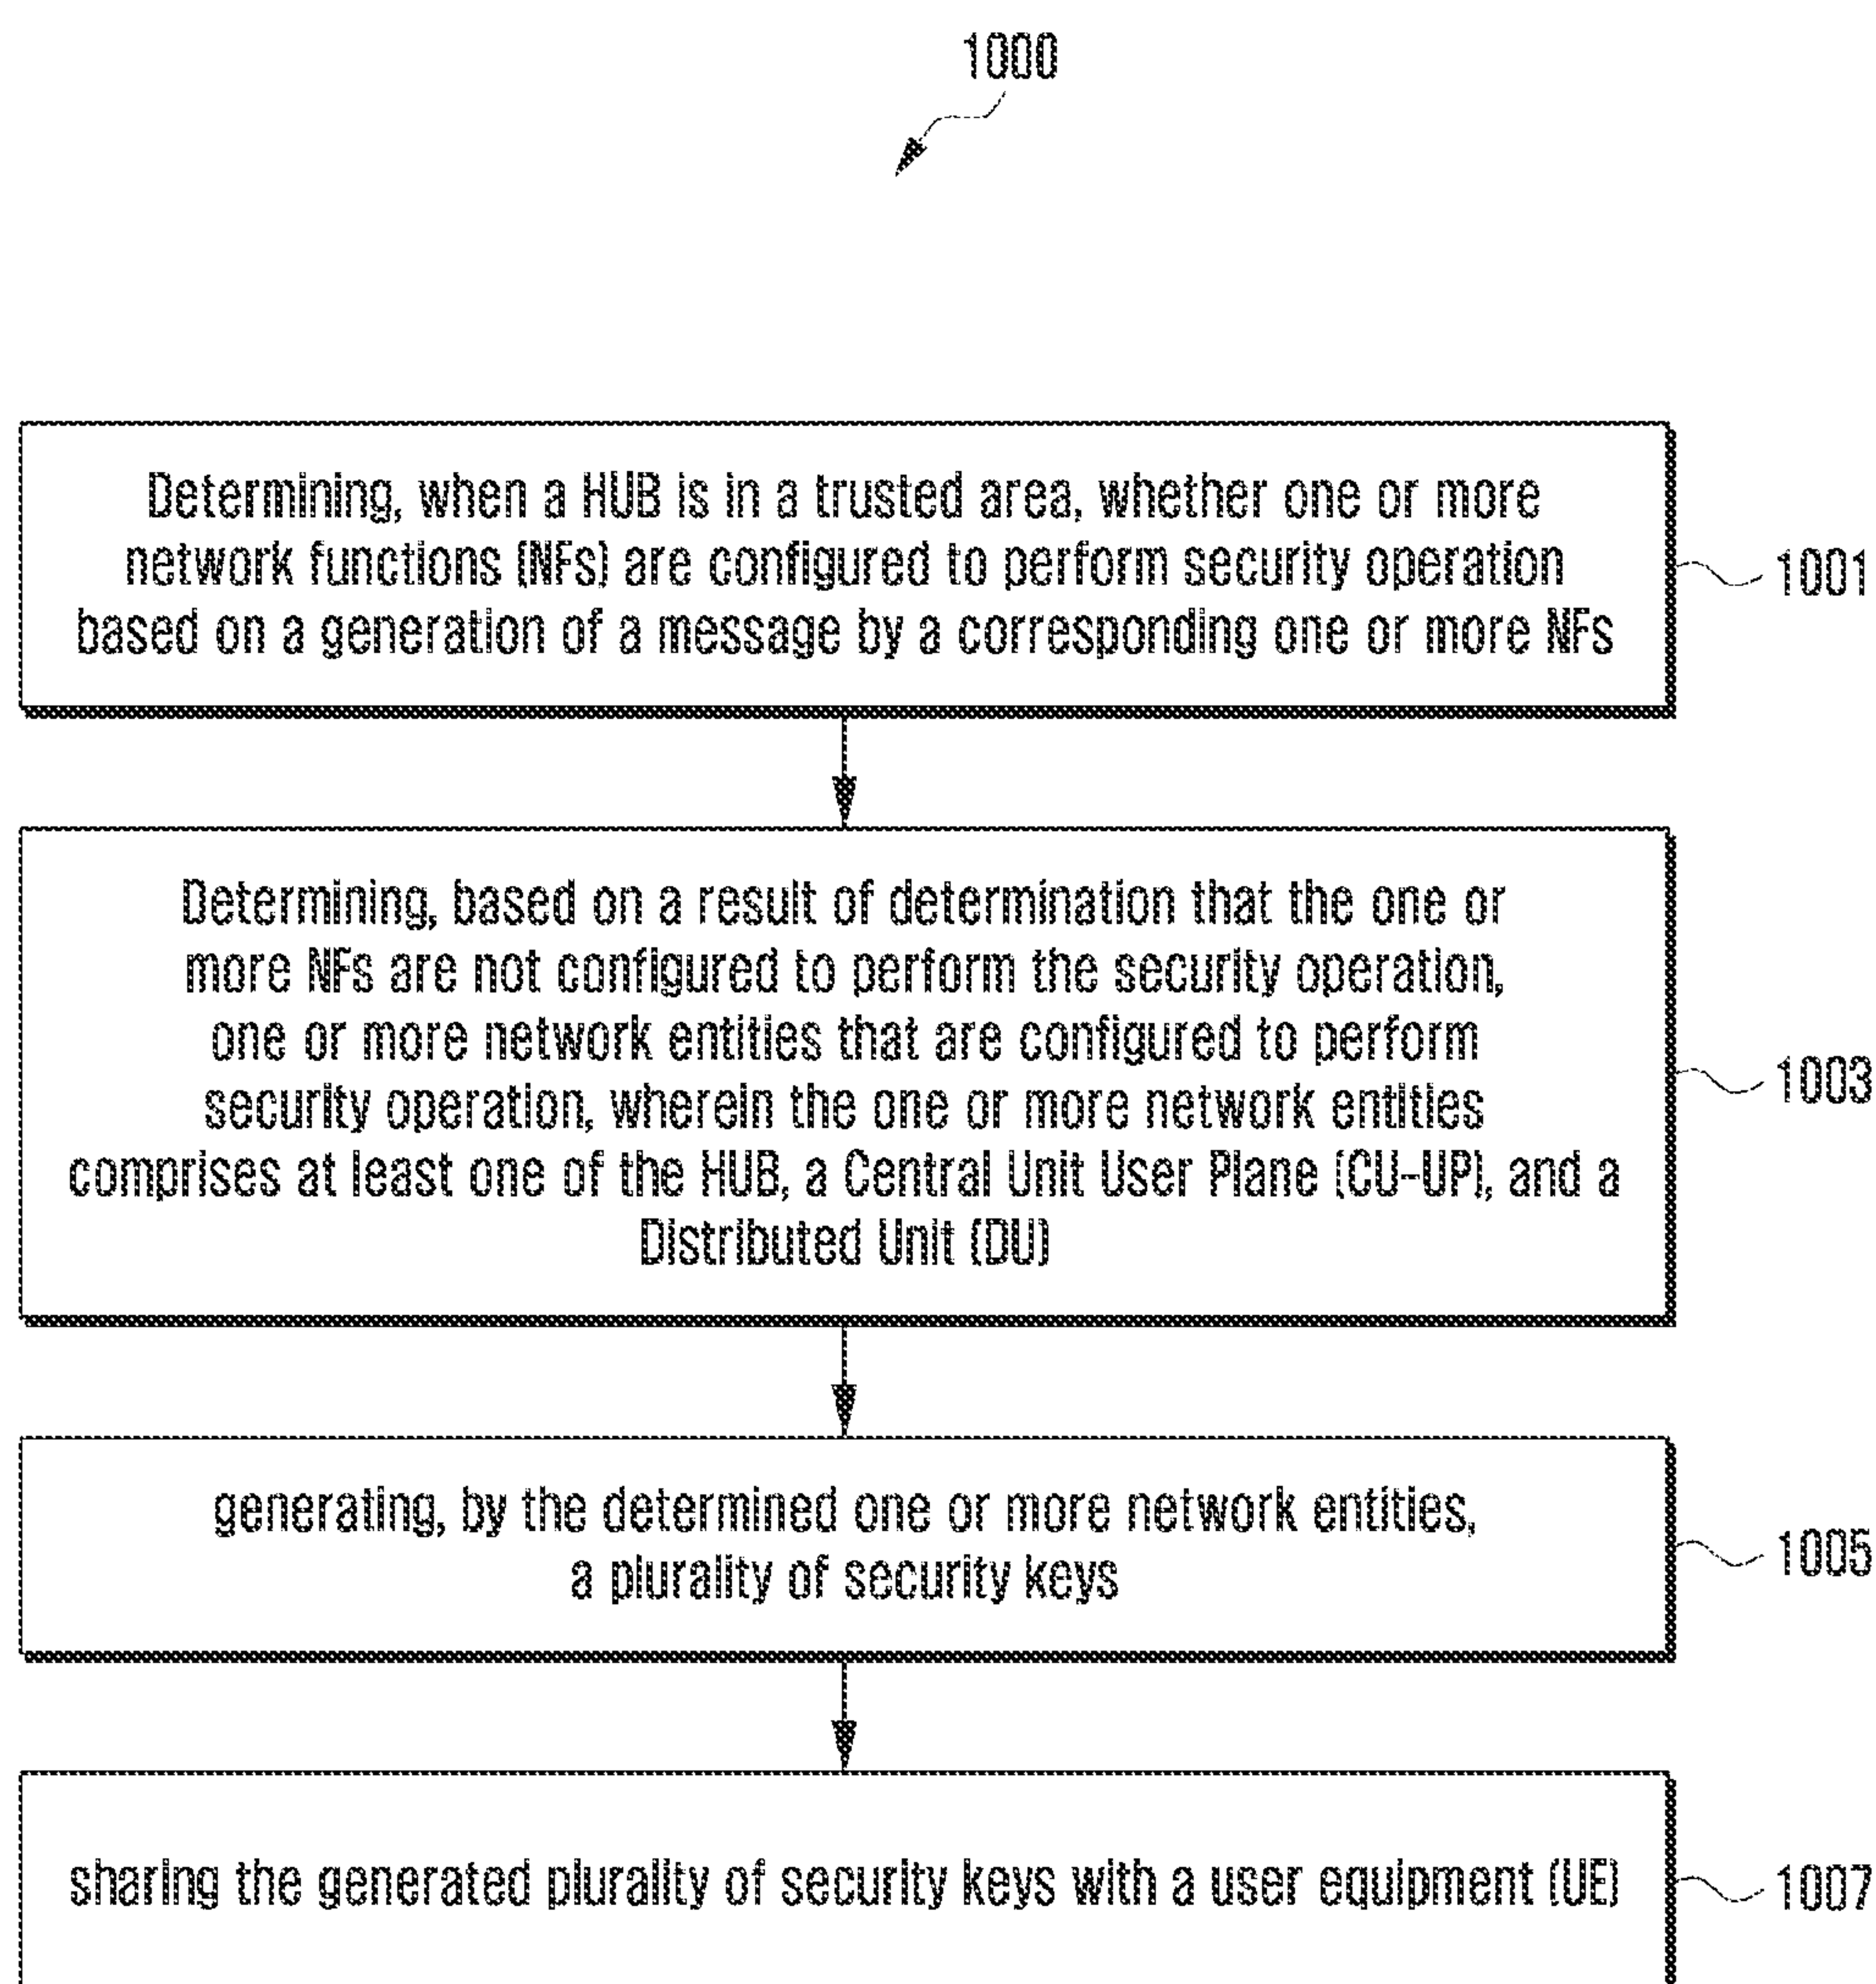 1000
Determining, when a HUB is in a trusted area, whether one or more
network functions (NFs) are configured to perform security operation
based on a generation of a message by a corresponding one or more NFs
1001
Determining, based on a result of determination that the one or
more NFs are not configured to perform the security operation,
one or more network entities that are configured to perform
security operation, wherein the one or more network entities
comprises at least one of the HUB, a Central Unit User Plane (CU-UP), and a
Distributed Unit (DU)
1003
generating, by the determined one or more network entities,
a plurality of security keys
1005
sharing the generated plurality of security keys with a user equipment (UE)
1007